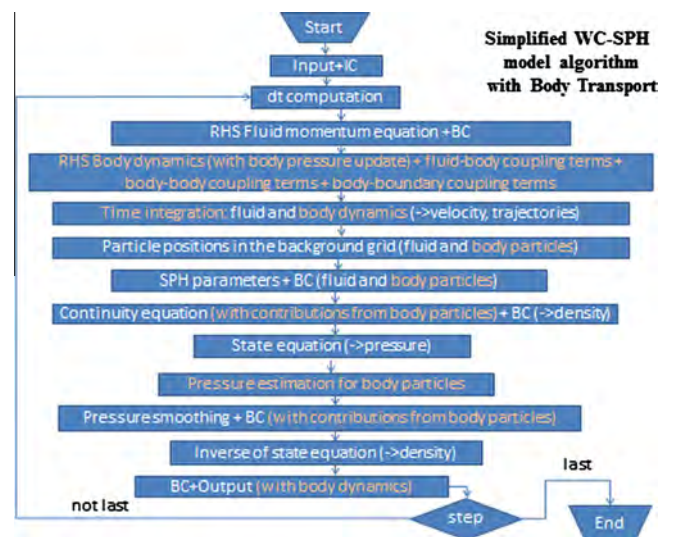 Start
Simplified WC-SPH
model algorithm
with Body Transport
Input+IC
dt computation
RHS Fluid momentum equation +BC
RHS Body dynamics (with body pressure update) + fluid-body coupling terms +
body-body coupling terms + body-boundary coupling terms
Time integration: fluid and body dynamics (->velocity, trajectories)
Particle positions in the background grid (fluid and body particles)
SPH parameters + BC (fluid and body particles)
Continuity equation (with contributions from body particles) + BC (->density)
State equation (->pressure)
Pressure estimation for body particles
Pressure smoothing + BC (with contributions from body particles)
Inverse of state equation (->density)
BC+Output (with body dynamics)
last
not last
step
End